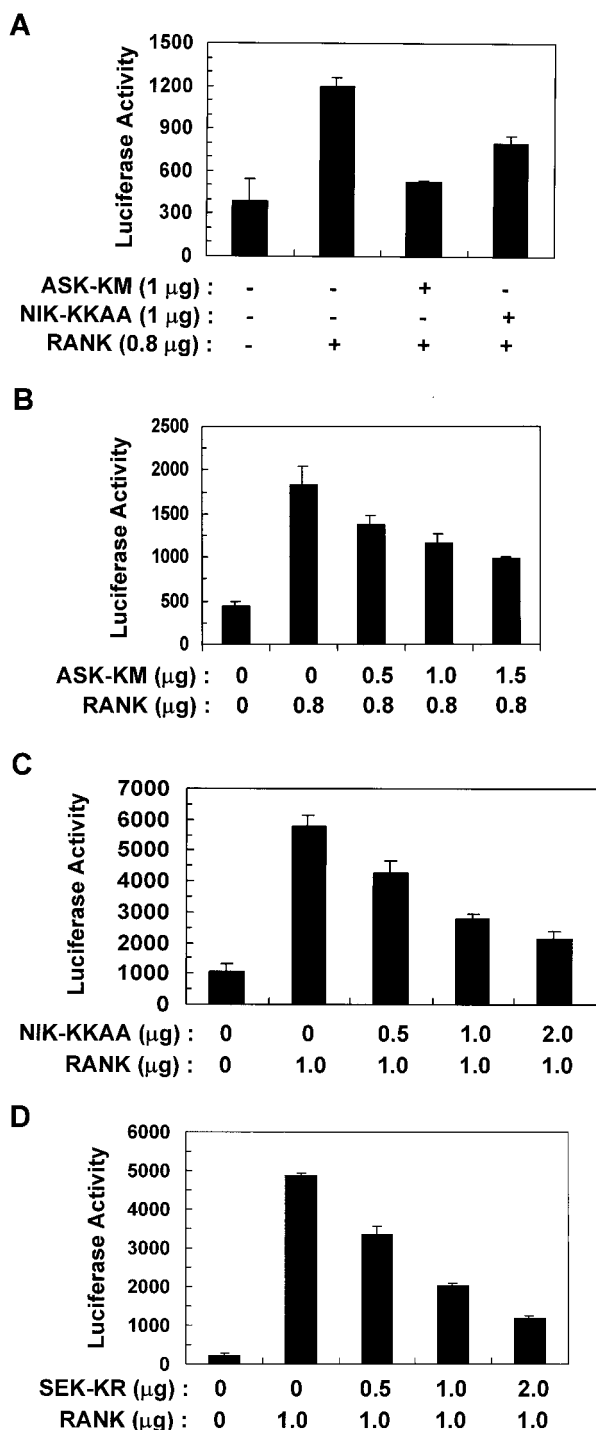 A
Luciferase Activity
1500
1200
900
600
300
0
ASK-KM (1 μg) : - - + -
NIK-KKAA (1 μg) : - - - +
RANK (0.8 μg) : - + + +
B
Luciferase Activity
2500
2000
1500
1000
500
0
ASK-KM (μg) : 0 0 0.5 1.0 1.5
RANK (μg) : 0 0.8 0.8 0.8 0.8
C
Luciferase Activity
7000
6000
5000
4000
3000
2000
1000
0
NIK-KKAA (μg) : 0 0 0.5 1.0 2.0
RANK (μg) : 0 1.0 1.0 1.0 1.0
D
Luciferase Activity
6000
5000
4000
3000
2000
1000
0
SEK-KR (μg) : 0 0 0.5 1.0 2.0
RANK (μg) : 0 1.0 1.0 1.0 1.0